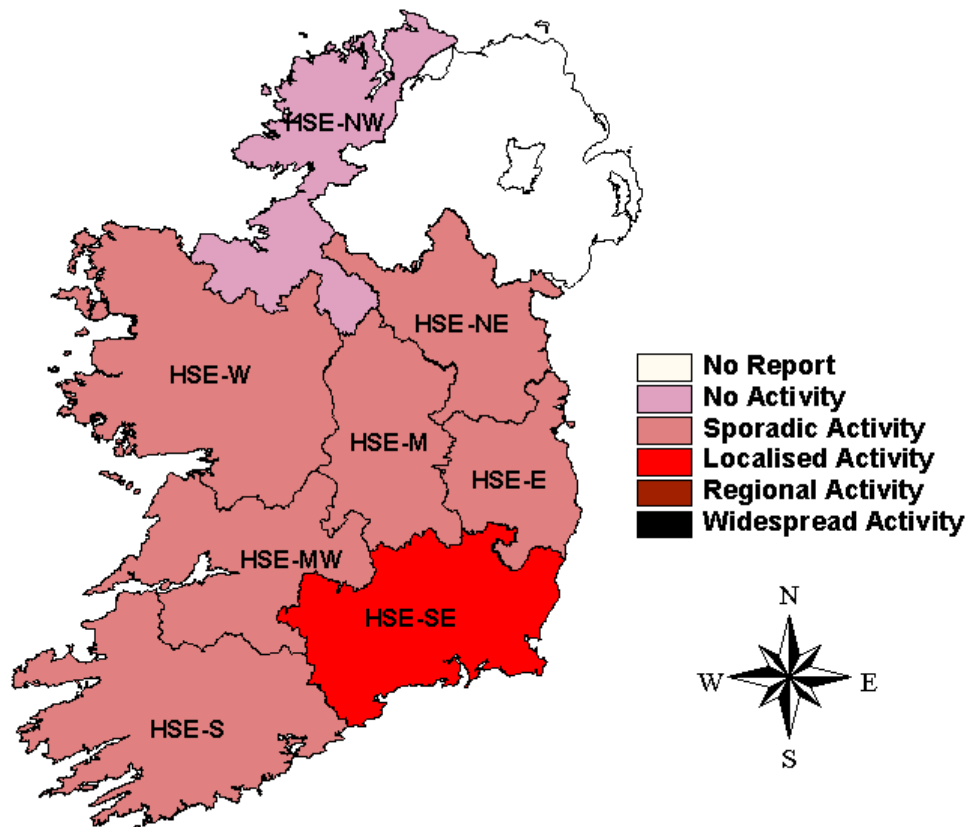 HSE-NW
HSE-NE
HSE-W
HSE-M
HSE-E
HSE-MW
HSE-SE
HSE-S
No Report
No Activity
Sporadic Activity
Localised Activity
Regional Activity
Widespread Activity
N
W E
S